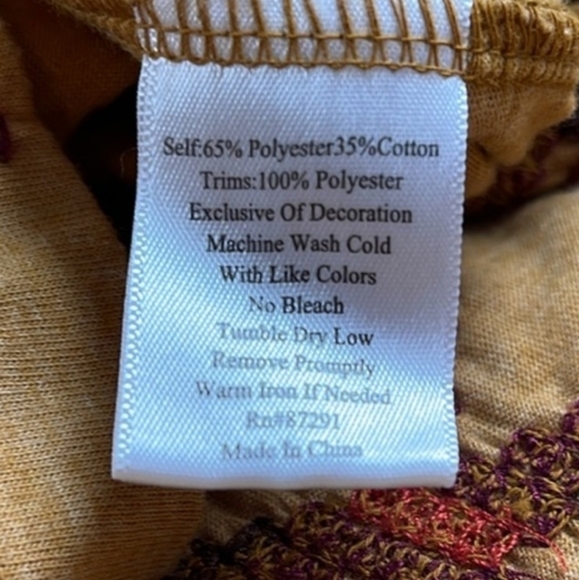 Self:65% Polyester35%Cotton
Trims:100% Polyester
Exclusive Of Decoration
Machine Wash Cold
With Like Colors
No Bleach
Tumble Dry Low
Remove Promptly
Warm Iron If Needed
Rn#87291
Made In China